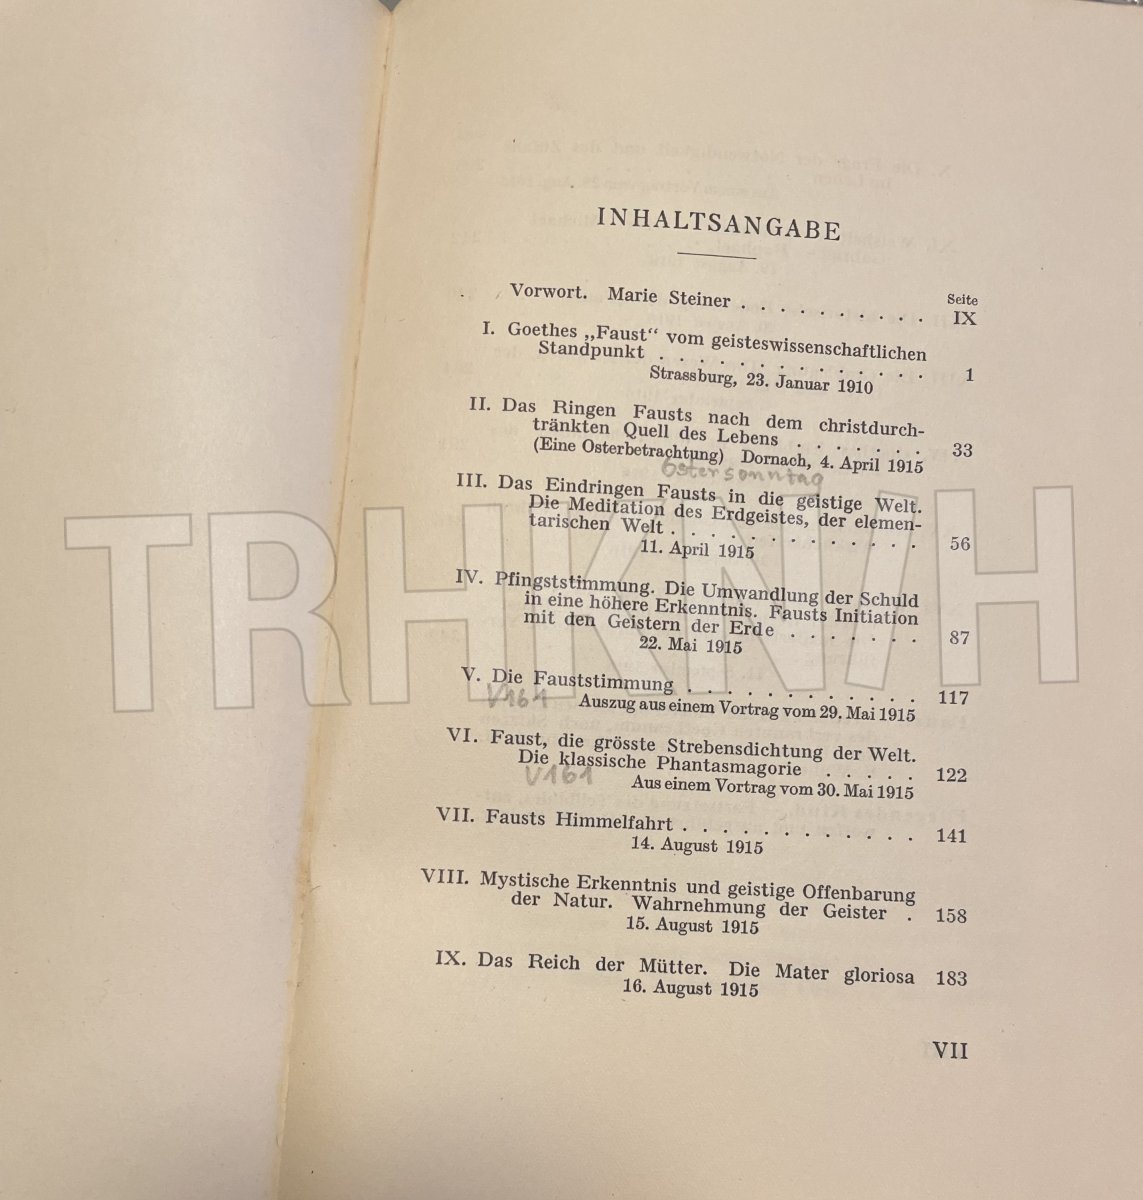 INHALTSANGABE
Seite
Vorwort. Marie Steiner . . . . . . . . . . IX
I. Goethes „Faust“ vom geisteswissenschaftlichen
Standpunkt . . . . . . . . . . . . . . 1
Strassburg, 23. Januar 1910
II. Das Ringen Fausts nach dem christdurch-
tränkten Quell des Lebens . . . . . . . 33
(Eine Osterbetrachtung) Dornach, 4. April 1915
Ostersonntag
III. Das Eindringen Fausts in die geistige Welt.
Die Meditation des Erdgeistes, der elemen-
tarischen Welt . . . . . . . . . . . . . 56
11. April 1915
IV. Pfingststimmung. Die Umwandlung der Schuld
in eine höhere Erkenntnis. Fausts Initiation
mit den Geistern der Erde . . . . . . . 87
22. Mai 1915
V. Die Fauststimmung . . . . . . . . . . . . 117
V161 Auszug aus einem Vortrag vom 29. Mai 1915
VI. Faust, die grösste Strebensdichtung der Welt.
Die klassische Phantasmagorie . . . . . 122
V161 Aus einem Vortrag vom 30. Mai 1915
VII. Fausts Himmelfahrt . . . . . . . . . . . . 141
14. August 1915
VIII. Mystische Erkenntnis und geistige Offenbarung
der Natur. Wahrnehmung der Geister . 158
15. August 1915
IX. Das Reich der Mütter. Die Mater gloriosa 183
16. August 1915
VII
TRHKN/H